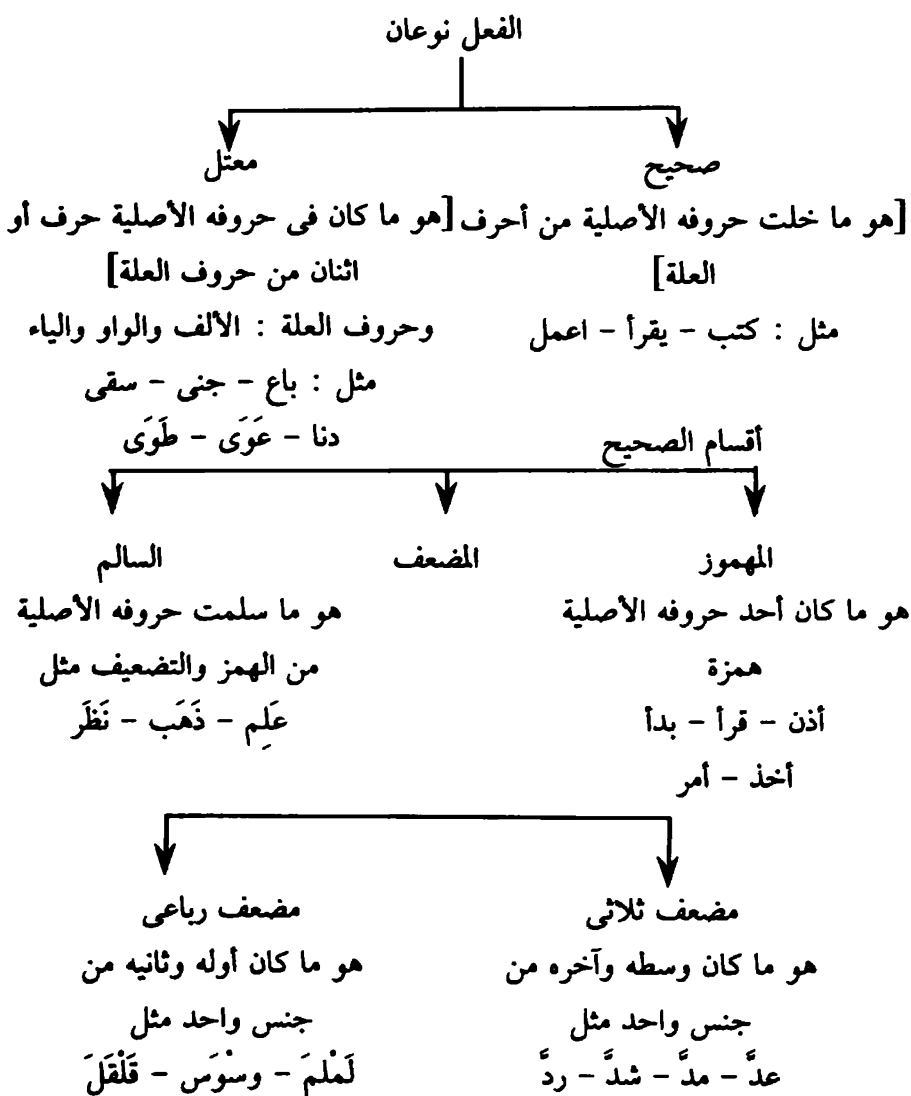 الفعل نوعان
صحيح
معتل
[هو ما خلت حروفه الأصلية من أحرف
العلة]
مثل : كتب – يقرأ – اعمل
[هو ما كان فى حروفه الأصلية حرف أو
اثنان من حروف العلة]
وحروف العلة : الألف والواو والياء
مثل : باع – جنى – سقى
دنا – عَوَى – طَوَى
أقسام الصحيح
المهموز
هو ما كان أحد حروفه الأصلية
همزة
أذن – قرأ – بدأ
أخذ – أمر
المضعف
السالم
هو ما سلمت حروفه الأصلية
من الهمز والتضعيف مثل
عَلِم – ذَهَب – نَظَر
مضعف ثلاثى
هو ما كان وسطه وآخره من
جنس واحد مثل
عدَّ – مدَّ – شدَّ – ردَّ
مضعف رباعى
هو ما كان أوله وثانيه من
جنس واحد مثل
لَمْلمَ – وسْوَس – قَلْقَلَ